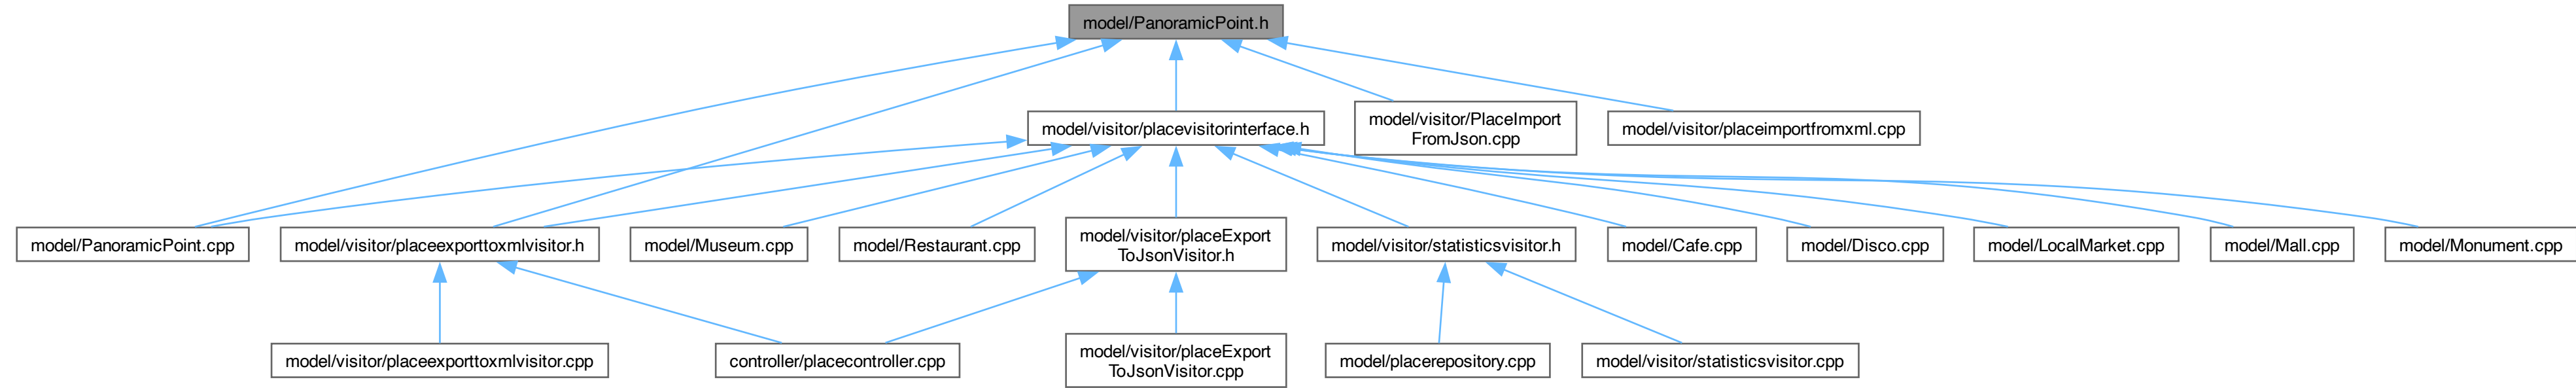 model/PanoramicPoint.h
model/visitor/placevisitorinterface.h
model/visitor/PlaceImport
FromJson.cpp
model/visitor/placeimportfromxml.cpp
model/PanoramicPoint.cpp
model/visitor/placeexporttoxmlvisitor.h
model/Museum.cpp
model/Restaurant.cpp
model/visitor/placeExport
ToJsonVisitor.h
model/visitor/statisticsvisitor.h
model/Cafe.cpp
model/Disco.cpp
model/LocalMarket.cpp
model/Mall.cpp
model/Monument.cpp
model/visitor/placeexporttoxmlvisitor.cpp
controller/placecontroller.cpp
model/visitor/placeExport
ToJsonVisitor.cpp
model/placerepository.cpp
model/visitor/statisticsvisitor.cpp